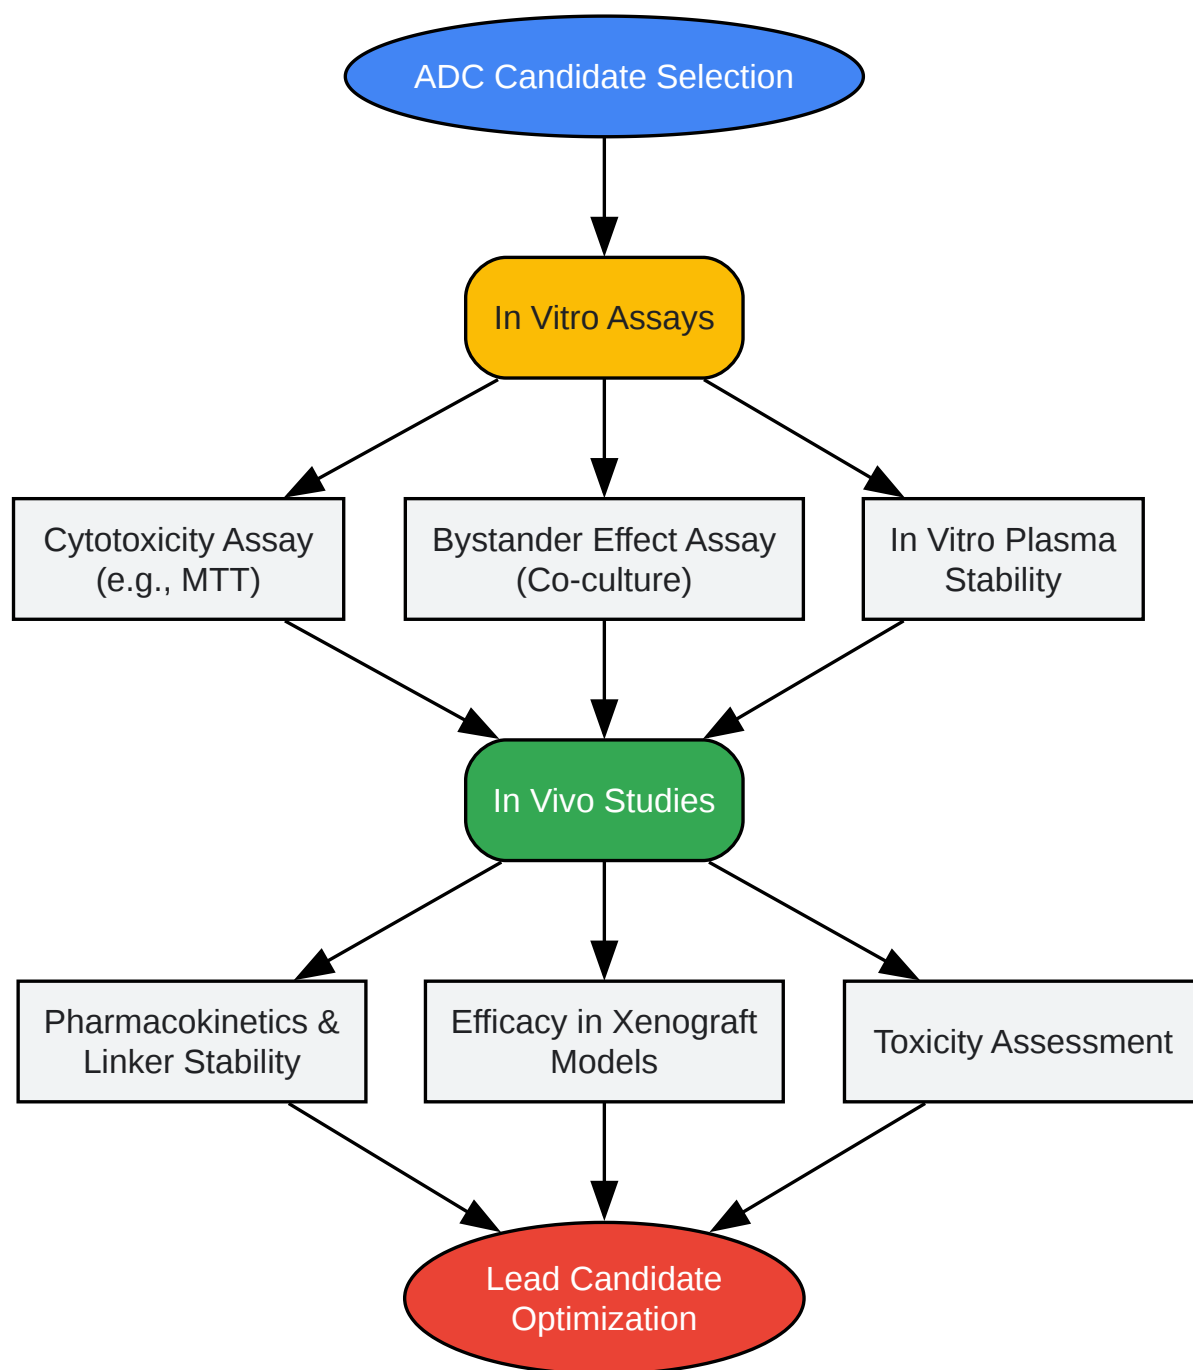 ADC Candidate Selection
In Vitro Assays
Cytotoxicity Assay
(e.g., MTT)
Bystander Effect Assay
(Co-culture)
In Vitro Plasma
Stability
In Vivo Studies
Pharmacokinetics &
Linker Stability
Efficacy in Xenograft
Models
Toxicity Assessment
Lead Candidate
Optimization